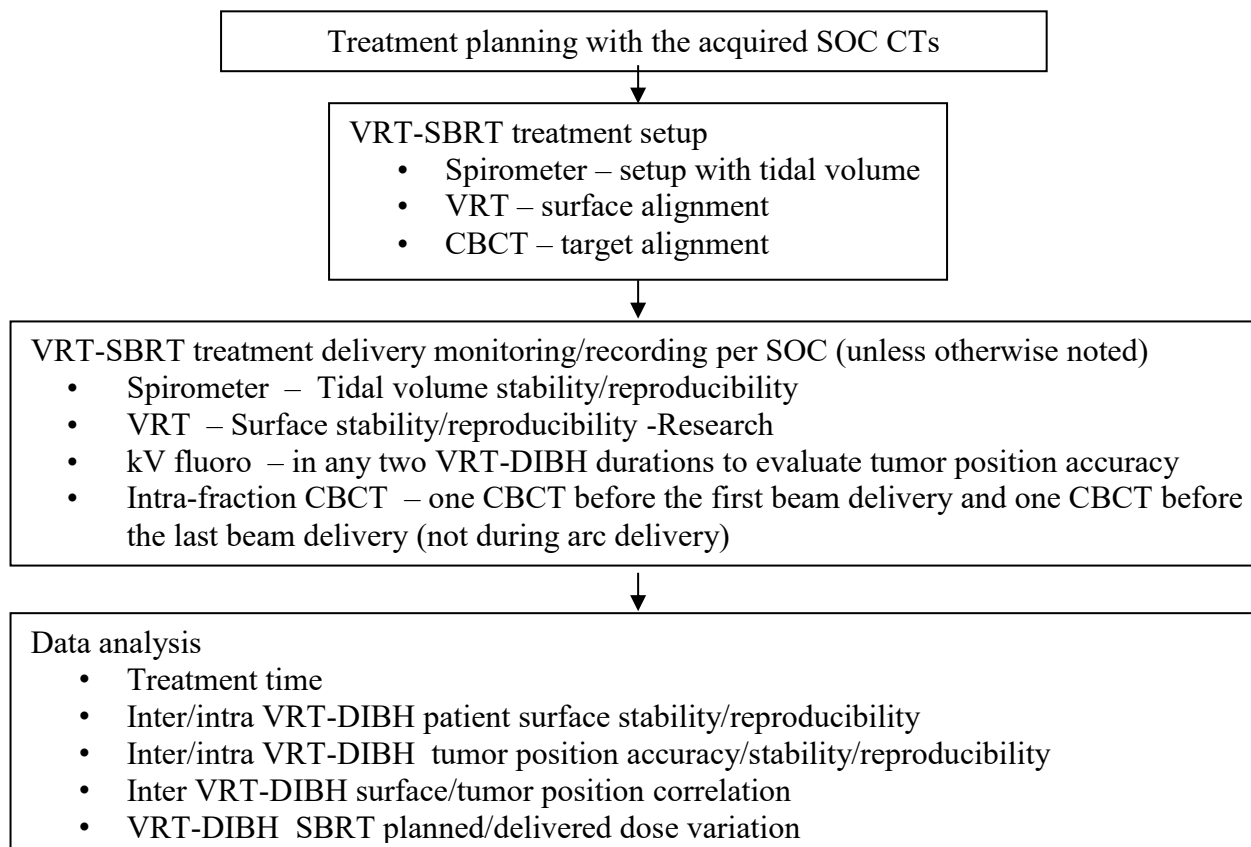 Treatment planning with the acquired SOC CTs
VRT-SBRT treatment setup
• Spirometer – setup with tidal volume
• VRT – surface alignment
• CBCT – target alignment
VRT-SBRT treatment delivery monitoring/recording per SOC (unless otherwise noted)
• Spirometer – Tidal volume stability/reproducibility
• VRT – Surface stability/reproducibility -Research
• kV fluoro – in any two VRT-DIBH durations to evaluate tumor position accuracy
• Intra-fraction CBCT – one CBCT before the first beam delivery and one CBCT before
the last beam delivery (not during arc delivery)
Data analysis
• Treatment time
• Inter/intra VRT-DIBH patient surface stability/reproducibility
• Inter/intra VRT-DIBH tumor position accuracy/stability/reproducibility
• Inter VRT-DIBH surface/tumor position correlation
• VRT-DIBH SBRT planned/delivered dose variation